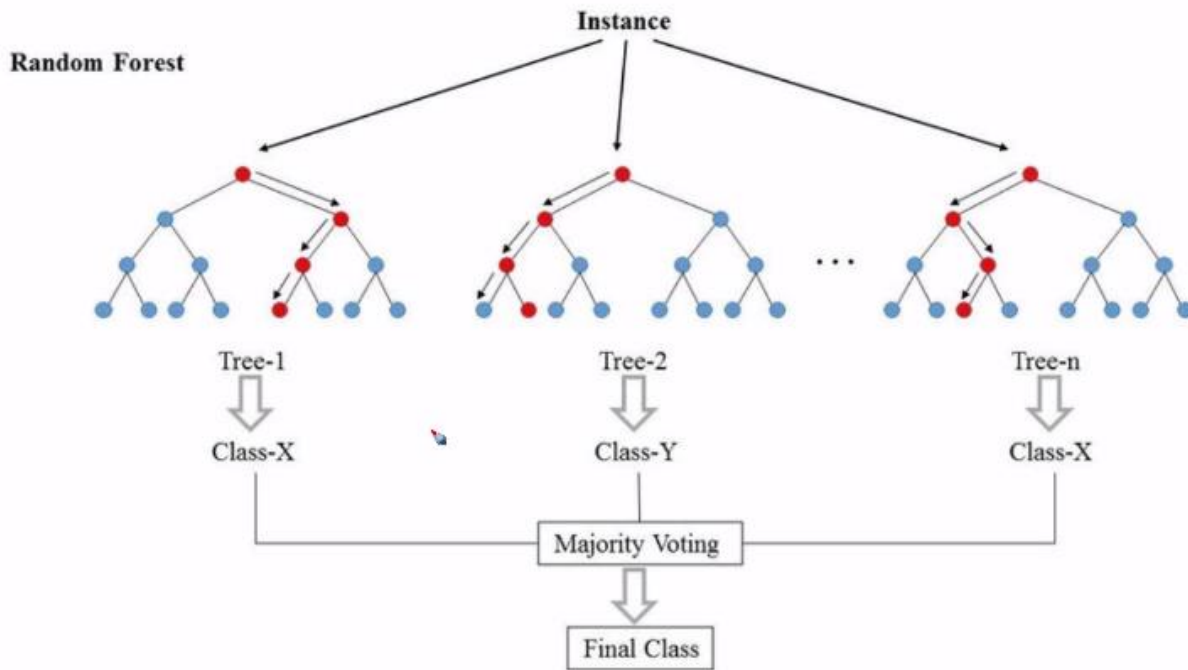 Instance
Random Forest
...
Tree-1 Tree-2 Tree-n
Class-X Class-Y Class-X
Majority Voting
Final Class